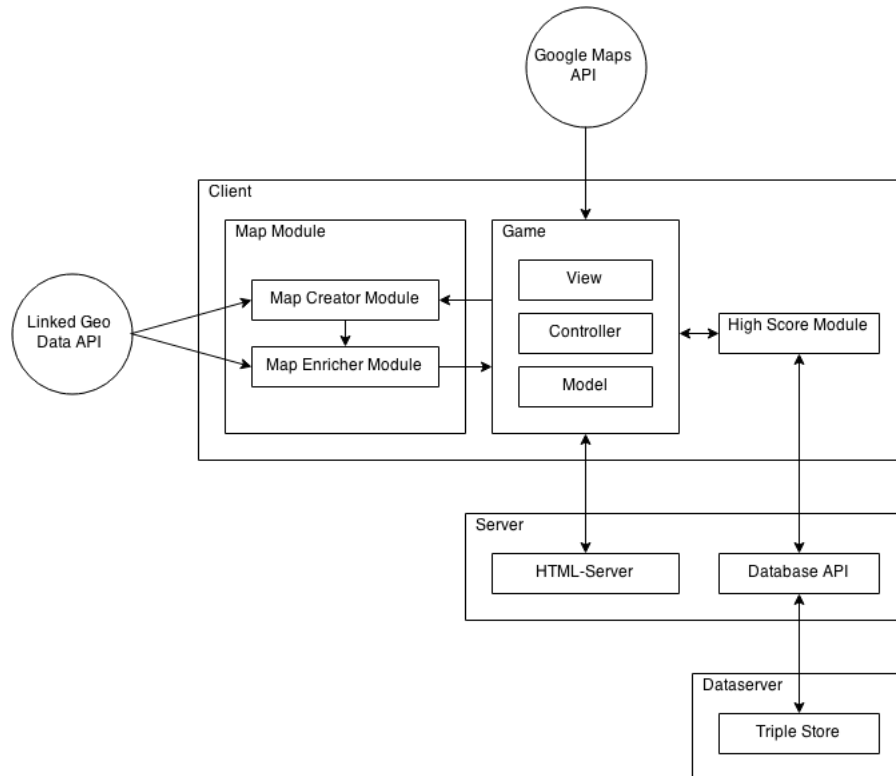 Google Maps
API
Client
Map Module
Game
Map Creator Module
View
Linked Geo
Data API
Controller
High Score Module
Map Enricher Module
Model
Server
HTML-Server
Database API
Dataserver
Triple Store